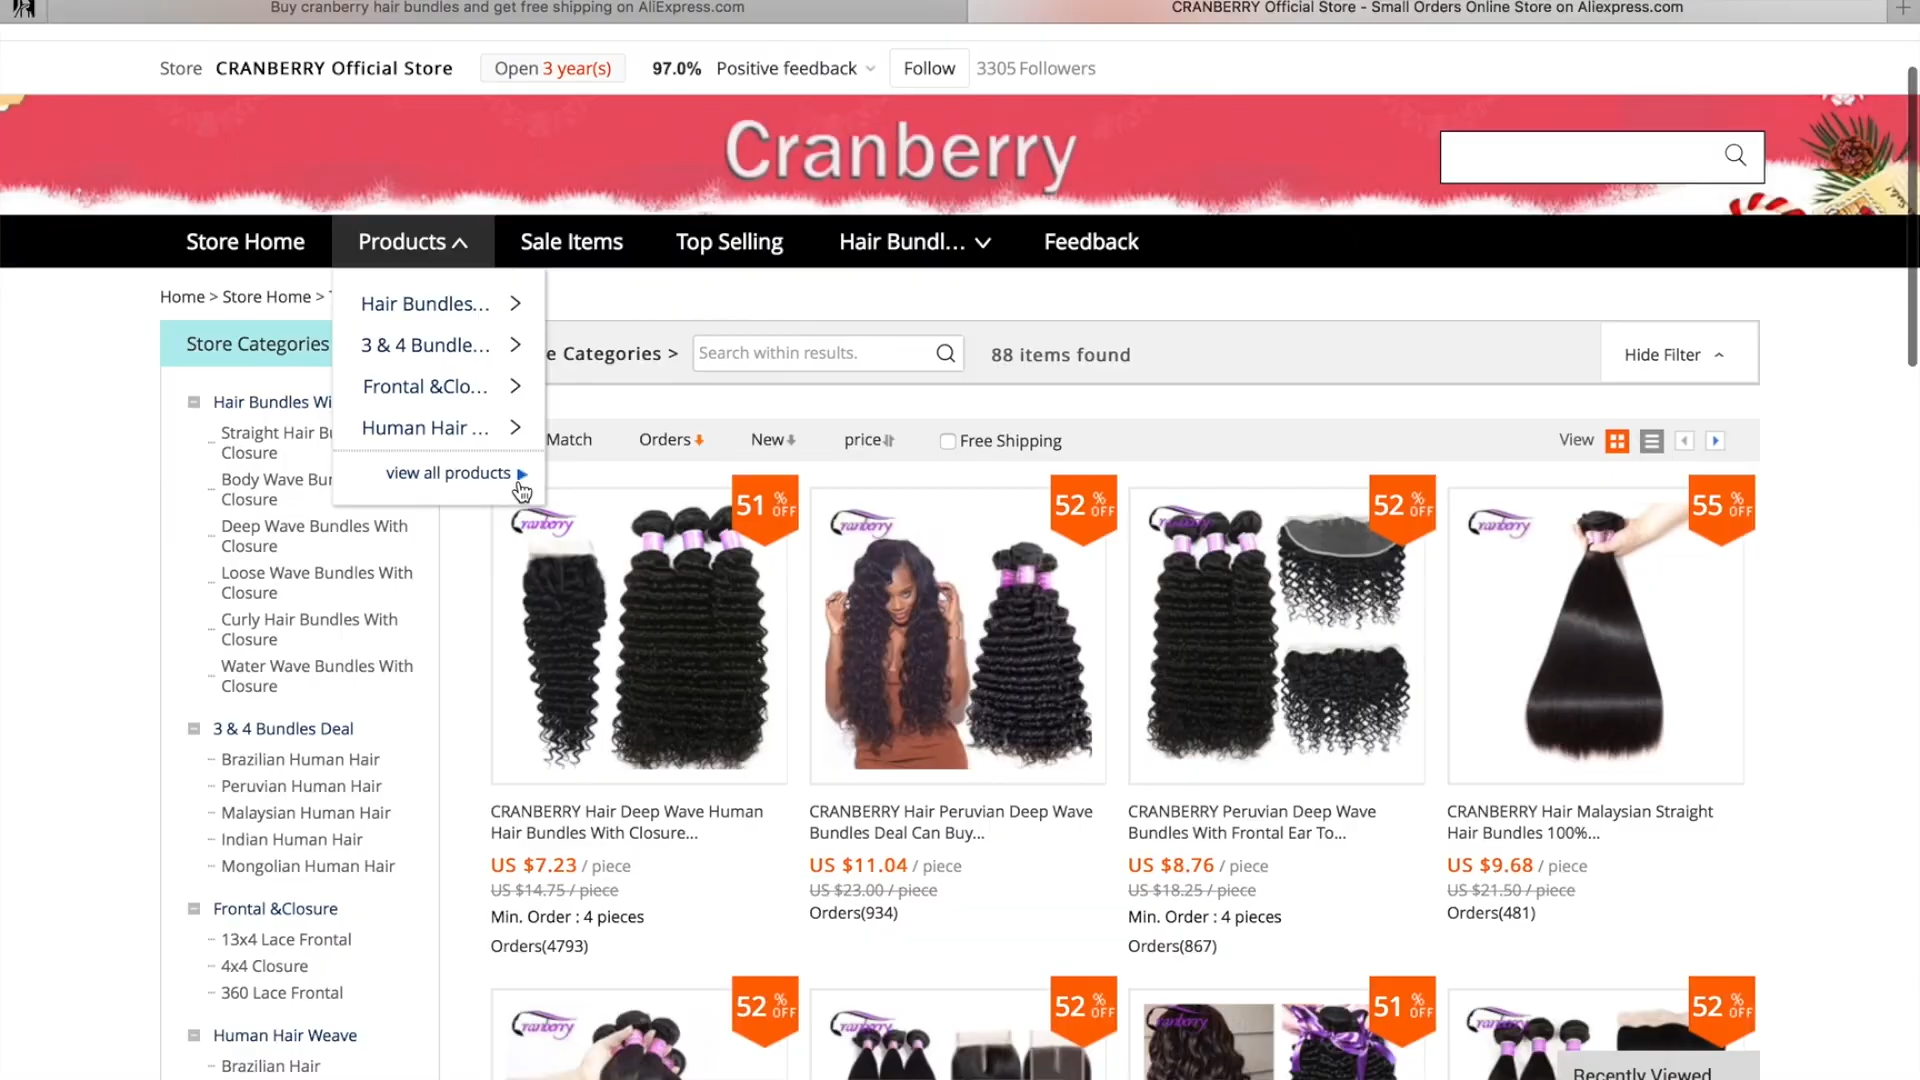 Buy cranberry hair bundles and get free shipping on AliExpress.com
CRANBERRY Official Store - Small Orders Online Store on Aliexpress.com
Store CRANBERRY Official Store Open 3 year(s) 97.0% Positive feedback Follow 3305 Followers
Cranberry
Store Home Products Sale Items Top Selling Hair Bundl... Feedback
Home > Store Home >
Hair Bundles...
3 & 4 Bundle...
Frontal &Clo...
Human Hair ...
view all products
Store Categories
e Categories > Search within results. 88 items found Hide Filter
Match Orders New price Free Shipping View
Hair Bundles Wi
Straight Hair Bu
Closure
Body Wave Bun
Closure
Deep Wave Bundles With
Closure
Loose Wave Bundles With
Closure
Curly Hair Bundles With
Closure
Water Wave Bundles With
Closure
3 & 4 Bundles Deal
Brazilian Human Hair
Peruvian Human Hair
Malaysian Human Hair
Indian Human Hair
Mongolian Human Hair
Frontal &Closure
13x4 Lace Frontal
4x4 Closure
360 Lace Frontal
Human Hair Weave
Brazilian Hair
51 % OFF
Cranberry
CRANBERRY Hair Deep Wave Human
Hair Bundles With Closure...
US $7.23 / piece
US $14.75 / piece
Min. Order : 4 pieces
Orders(4793)
52 % OFF
Cranberry
CRANBERRY Hair Peruvian Deep Wave
Bundles Deal Can Buy...
US $11.04 / piece
US $23.00 / piece
Orders(934)
52 % OFF
Cranberry
CRANBERRY Peruvian Deep Wave
Bundles With Frontal Ear To...
US $8.76 / piece
US $18.25 / piece
Min. Order : 4 pieces
Orders(867)
55 % OFF
Cranberry
CRANBERRY Hair Malaysian Straight
Hair Bundles 100%...
US $9.68 / piece
US $21.50 / piece
Orders(481)
52 % OFF
Cranberry
52 % OFF
Cranberry
51 % OFF
Cranberry
52 % OFF
Cranberry
Recently Viewed